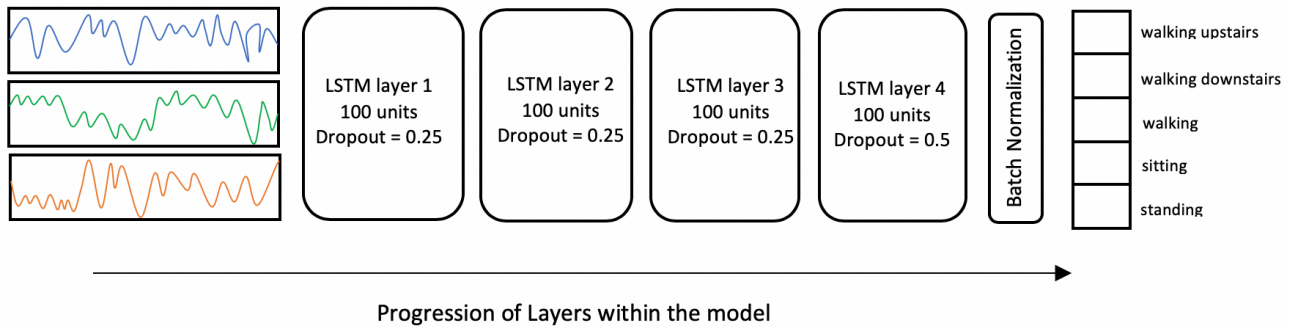 LSTM layer 1
100 units
Dropout = 0.25
LSTM layer 2
100 units
Dropout = 0.25
LSTM layer 3
100 units
Dropout = 0.25
LSTM layer 4
100 units
Dropout = 0.5
Batch Normalization
walking upstairs
walking downstairs
walking
sitting
standing
Progression of Layers within the model